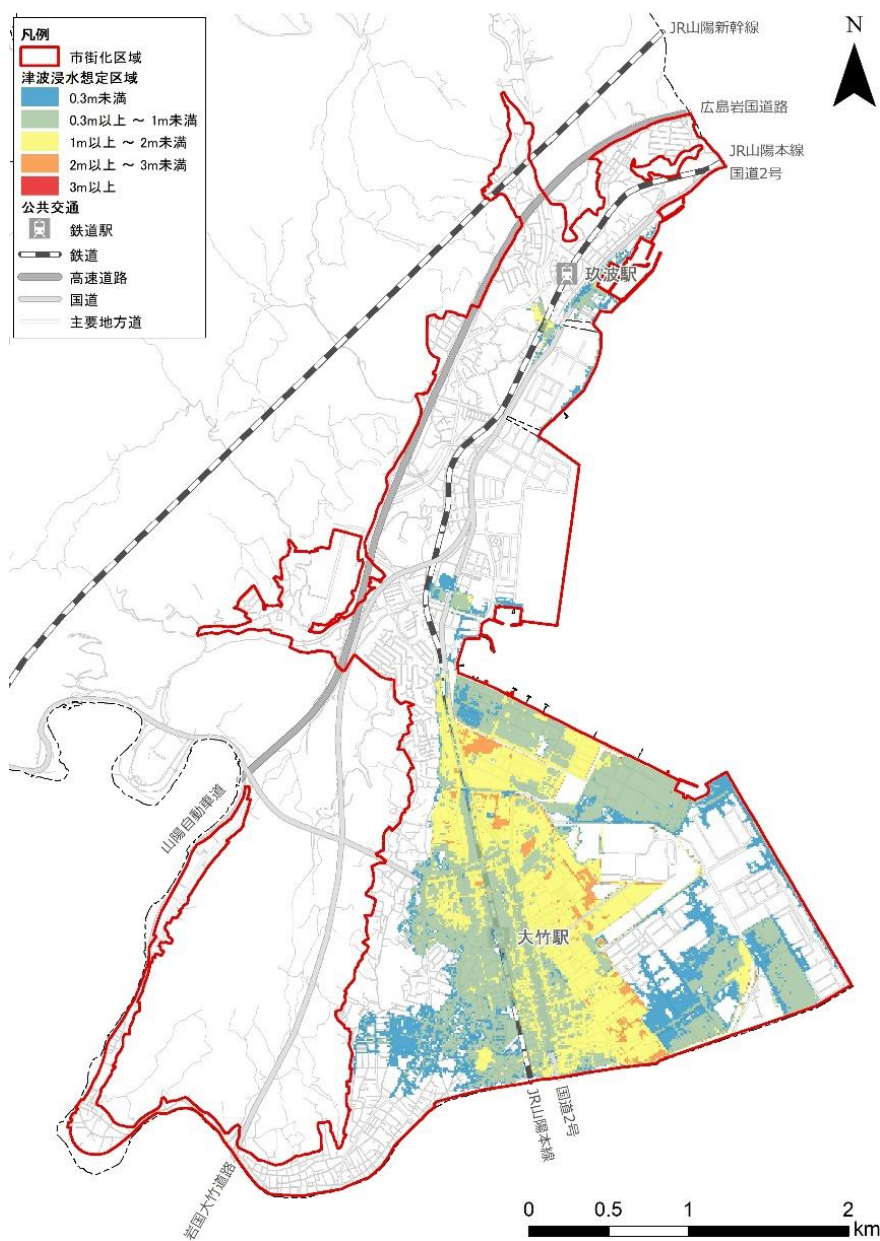 凡例
市街化区域
津波浸水想定区域
0.3m未満
0.3m以上 ～ 1m未満
1m以上 ～ 2m未満
2m以上 ～ 3m未満
3m以上
公共交通
鉄道駅
鉄道
高速道路
国道
主要地方道
JR山陽新幹線
N
広島岩国道路
JR山陽本線
国道2号
玖波駅
山陽自動車道
大竹駅
国道2号
JR山陽本線
岩国大竹道路
0 0.5 1 2
km